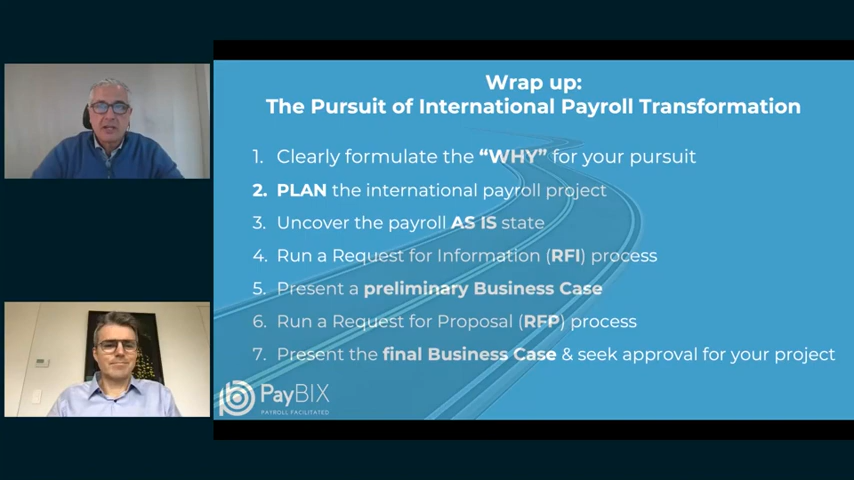 Wrap up:
The Pursuit of International Payroll Transformation
1. Clearly formulate the “WHY” for your pursuit
2. PLAN the international payroll project
3. Uncover the payroll AS IS state
4. Run a Request for Information (RFI) process
5. Present a preliminary Business Case
6. Run a Request for Proposal (RFP) process
7. Present the final Business Case & seek approval for your project
PayBIX
PAYROLL FACILITATED